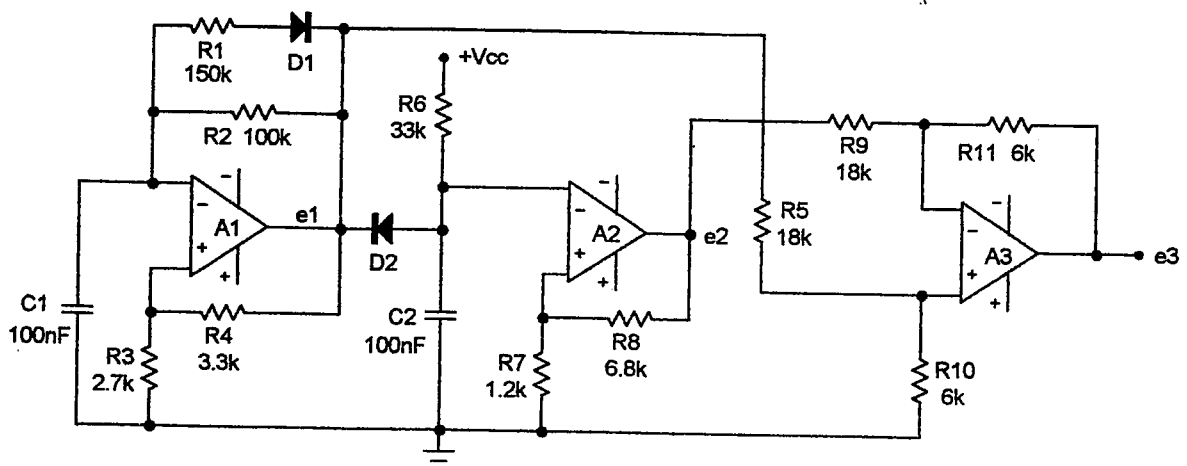 R1
150k
D1
+Vcc
R6
33k
R2 100k
R9
18k
R11 6k
−
−
A1
+
+
e1
D2
−
−
A2
+
+
e2
R5
18k
−
−
A3
+
+
e3
C1
100nF
R4
3.3k
R3
2.7k
C2
100nF
R8
6.8k
R7
1.2k
R10
6k